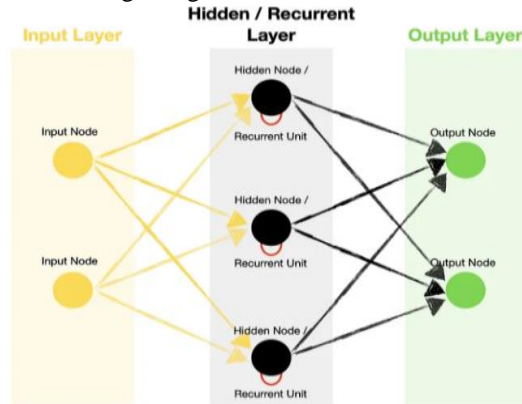 Hidden / Recurrent
Layer
Input Layer
Output Layer
Hidden Node /
Recurrent Unit
Input Node
Output Node
Hidden Node /
Recurrent Unit
Input Node
Output Node
Hidden Node /
Recurrent Unit